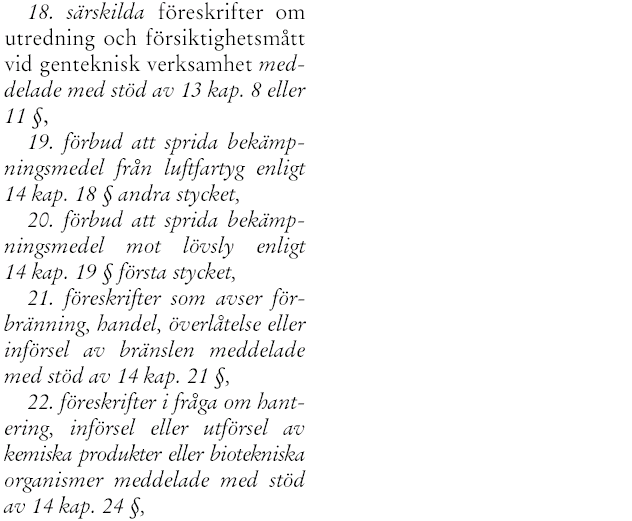 18. särskilda föreskrifter om
utredning och försiktighetsmått
vid genteknisk verksamhet med-
delade med stöd av 13 kap. 8 eller
11 §,
19. förbud att sprida bekämp-
ningsmedel från luftfartyg enligt
14 kap. 18 § andra stycket,
20. förbud att sprida bekämp-
ningsmedel mot lövsly enligt
14 kap. 19 § första stycket,
21. föreskrifter som avser för-
bränning, handel, överlåtelse eller
införsel av bränslen meddelade
med stöd av 14 kap. 21 §,
22. föreskrifter i fråga om hant-
ering, införsel eller utförsel av
kemiska produkter eller biotekniska
organismer meddelade med stöd
av 14 kap. 24 §,